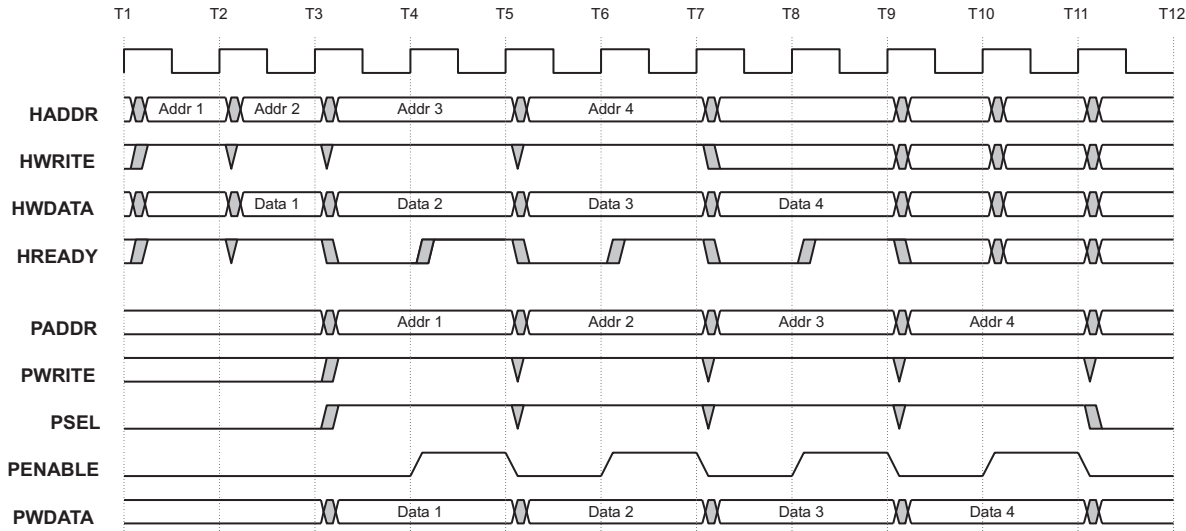 T1 T2 T3 T4 T5 T6 T7 T8 T9 T10 T11 T12
HADDR Addr 1 Addr 2 Addr 3 Addr 4
HWRITE
HWDATA Data 1 Data 2 Data 3 Data 4
HREADY
PADDR Addr 1 Addr 2 Addr 3 Addr 4
PWRITE
PSEL
PENABLE
PWDATA Data 1 Data 2 Data 3 Data 4